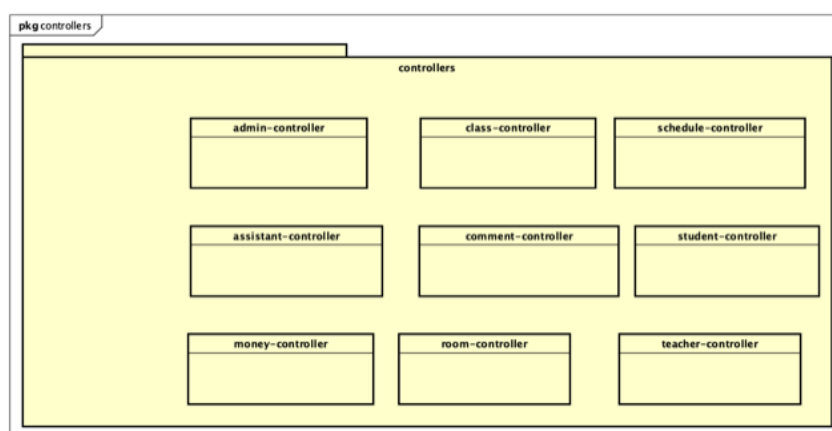 pkg controllers
controllers
admin-controller
class-controller
schedule-controller
assistant-controller
comment-controller
student-controller
money-controller
room-controller
teacher-controller